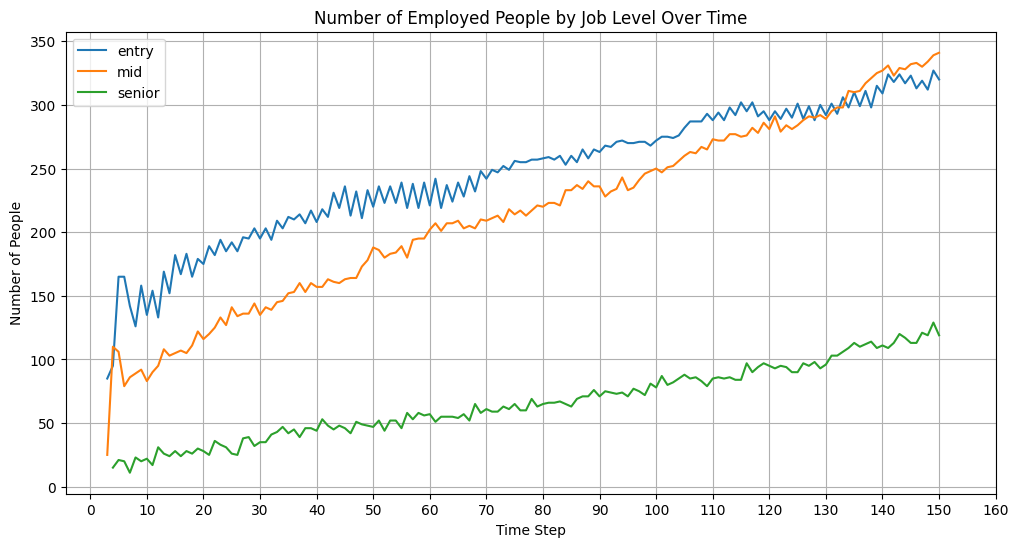 Number of Employed People by Job Level Over Time
entry
mid
senior
350
300
250
200
150
100
50
0
Number of People
0 10 20 30 40 50 60 70 80 90 100 110 120 130 140 150 160
Time Step